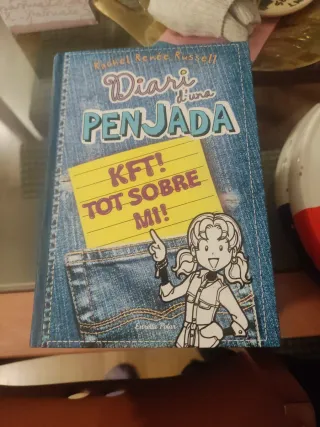 Rachel Renée Russell
Diari
d'una
PENJADA
KFT!
TOT SOBRE
MI!
Estrella Polar